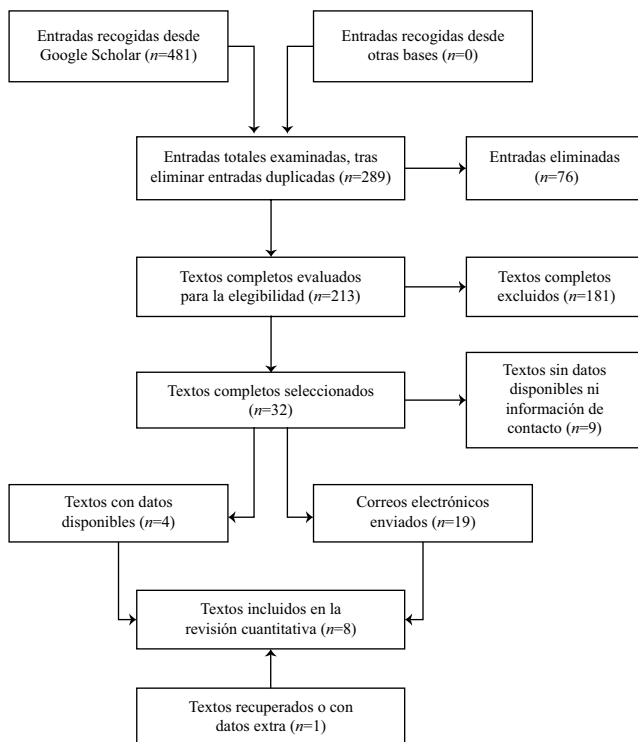 Entradas recogidas desde
Google Scholar (n=481)
Entradas recogidas desde
otras bases (n=0)
Entradas totales examinadas, tras
eliminar entradas duplicadas (n=289)
Entradas eliminadas
(n=76)
Textos completos evaluados
para la elegibilidad (n=213)
Textos completos
excluidos (n=181)
Textos completos seleccionados
(n=32)
Textos sin datos
disponibles ni
información de
contacto (n=9)
Textos con datos
disponibles (n=4)
Correos electrónicos
enviados (n=19)
Textos incluidos en la
revisión cuantitativa (n=8)
Textos recuperados o con
datos extra (n=1)